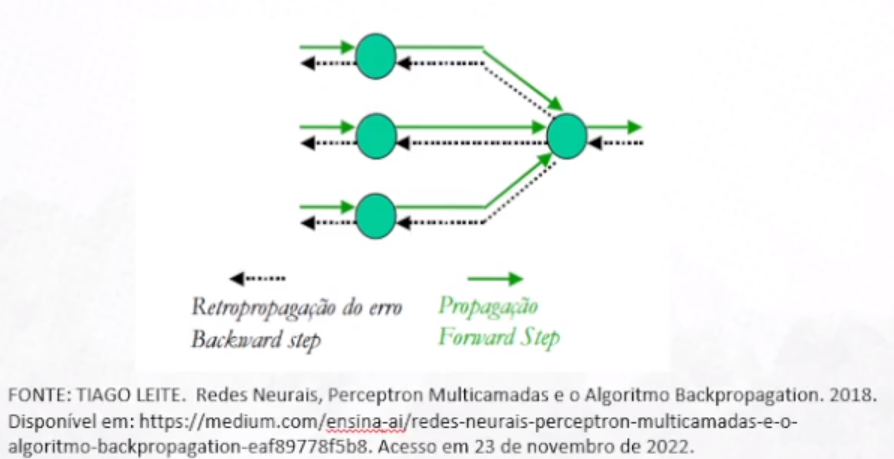 Retropropagação do erro
Backward step
Propagação
Forward Step
FONTE: TIAGO LEITE. Redes Neurais, Perceptron Multicamadas e o Algoritmo Backpropagation. 2018.
Disponível em: https://medium.com/ensina-ai/redes-neurais-perceptron-multicamadas-e-o-
algoritmo-backpropagation-eaf89778f5b8. Acesso em 23 de novembro de 2022.